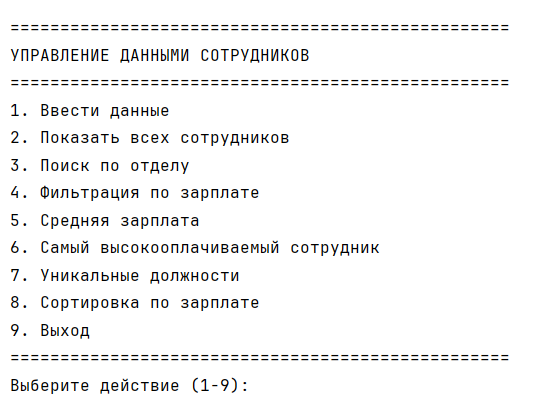 ==================================================
УПРАВЛЕНИЕ ДАННЫМИ СОТРУДНИКОВ
==================================================
1. Ввести данные
2. Показать всех сотрудников
3. Поиск по отделу
4. Фильтрация по зарплате
5. Средняя зарплата
6. Самый высокооплачиваемый сотрудник
7. Уникальные должности
8. Сортировка по зарплате
9. Выход
==================================================
Выберите действие (1-9):